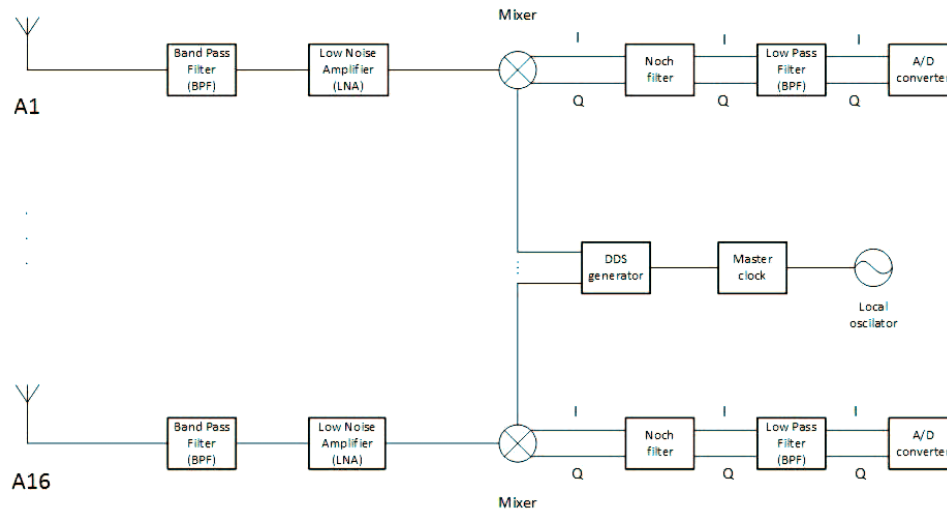 Mixer
I
I
I
Band Pass
Filter
(BPF)
Low Noise
Amplifier
(LNA)
Noch
filter
Low Pass
Filter
(BPF)
A/D
converter
A1
Q
Q
Q
DDS
generator
Master
clock
Local
oscilator
I
I
I
Band Pass
Filter
(BPF)
Low Noise
Amplifier
(LNA)
Noch
filter
Low Pass
Filter
(BPF)
A/D
converter
A16
Q
Q
Q
Mixer